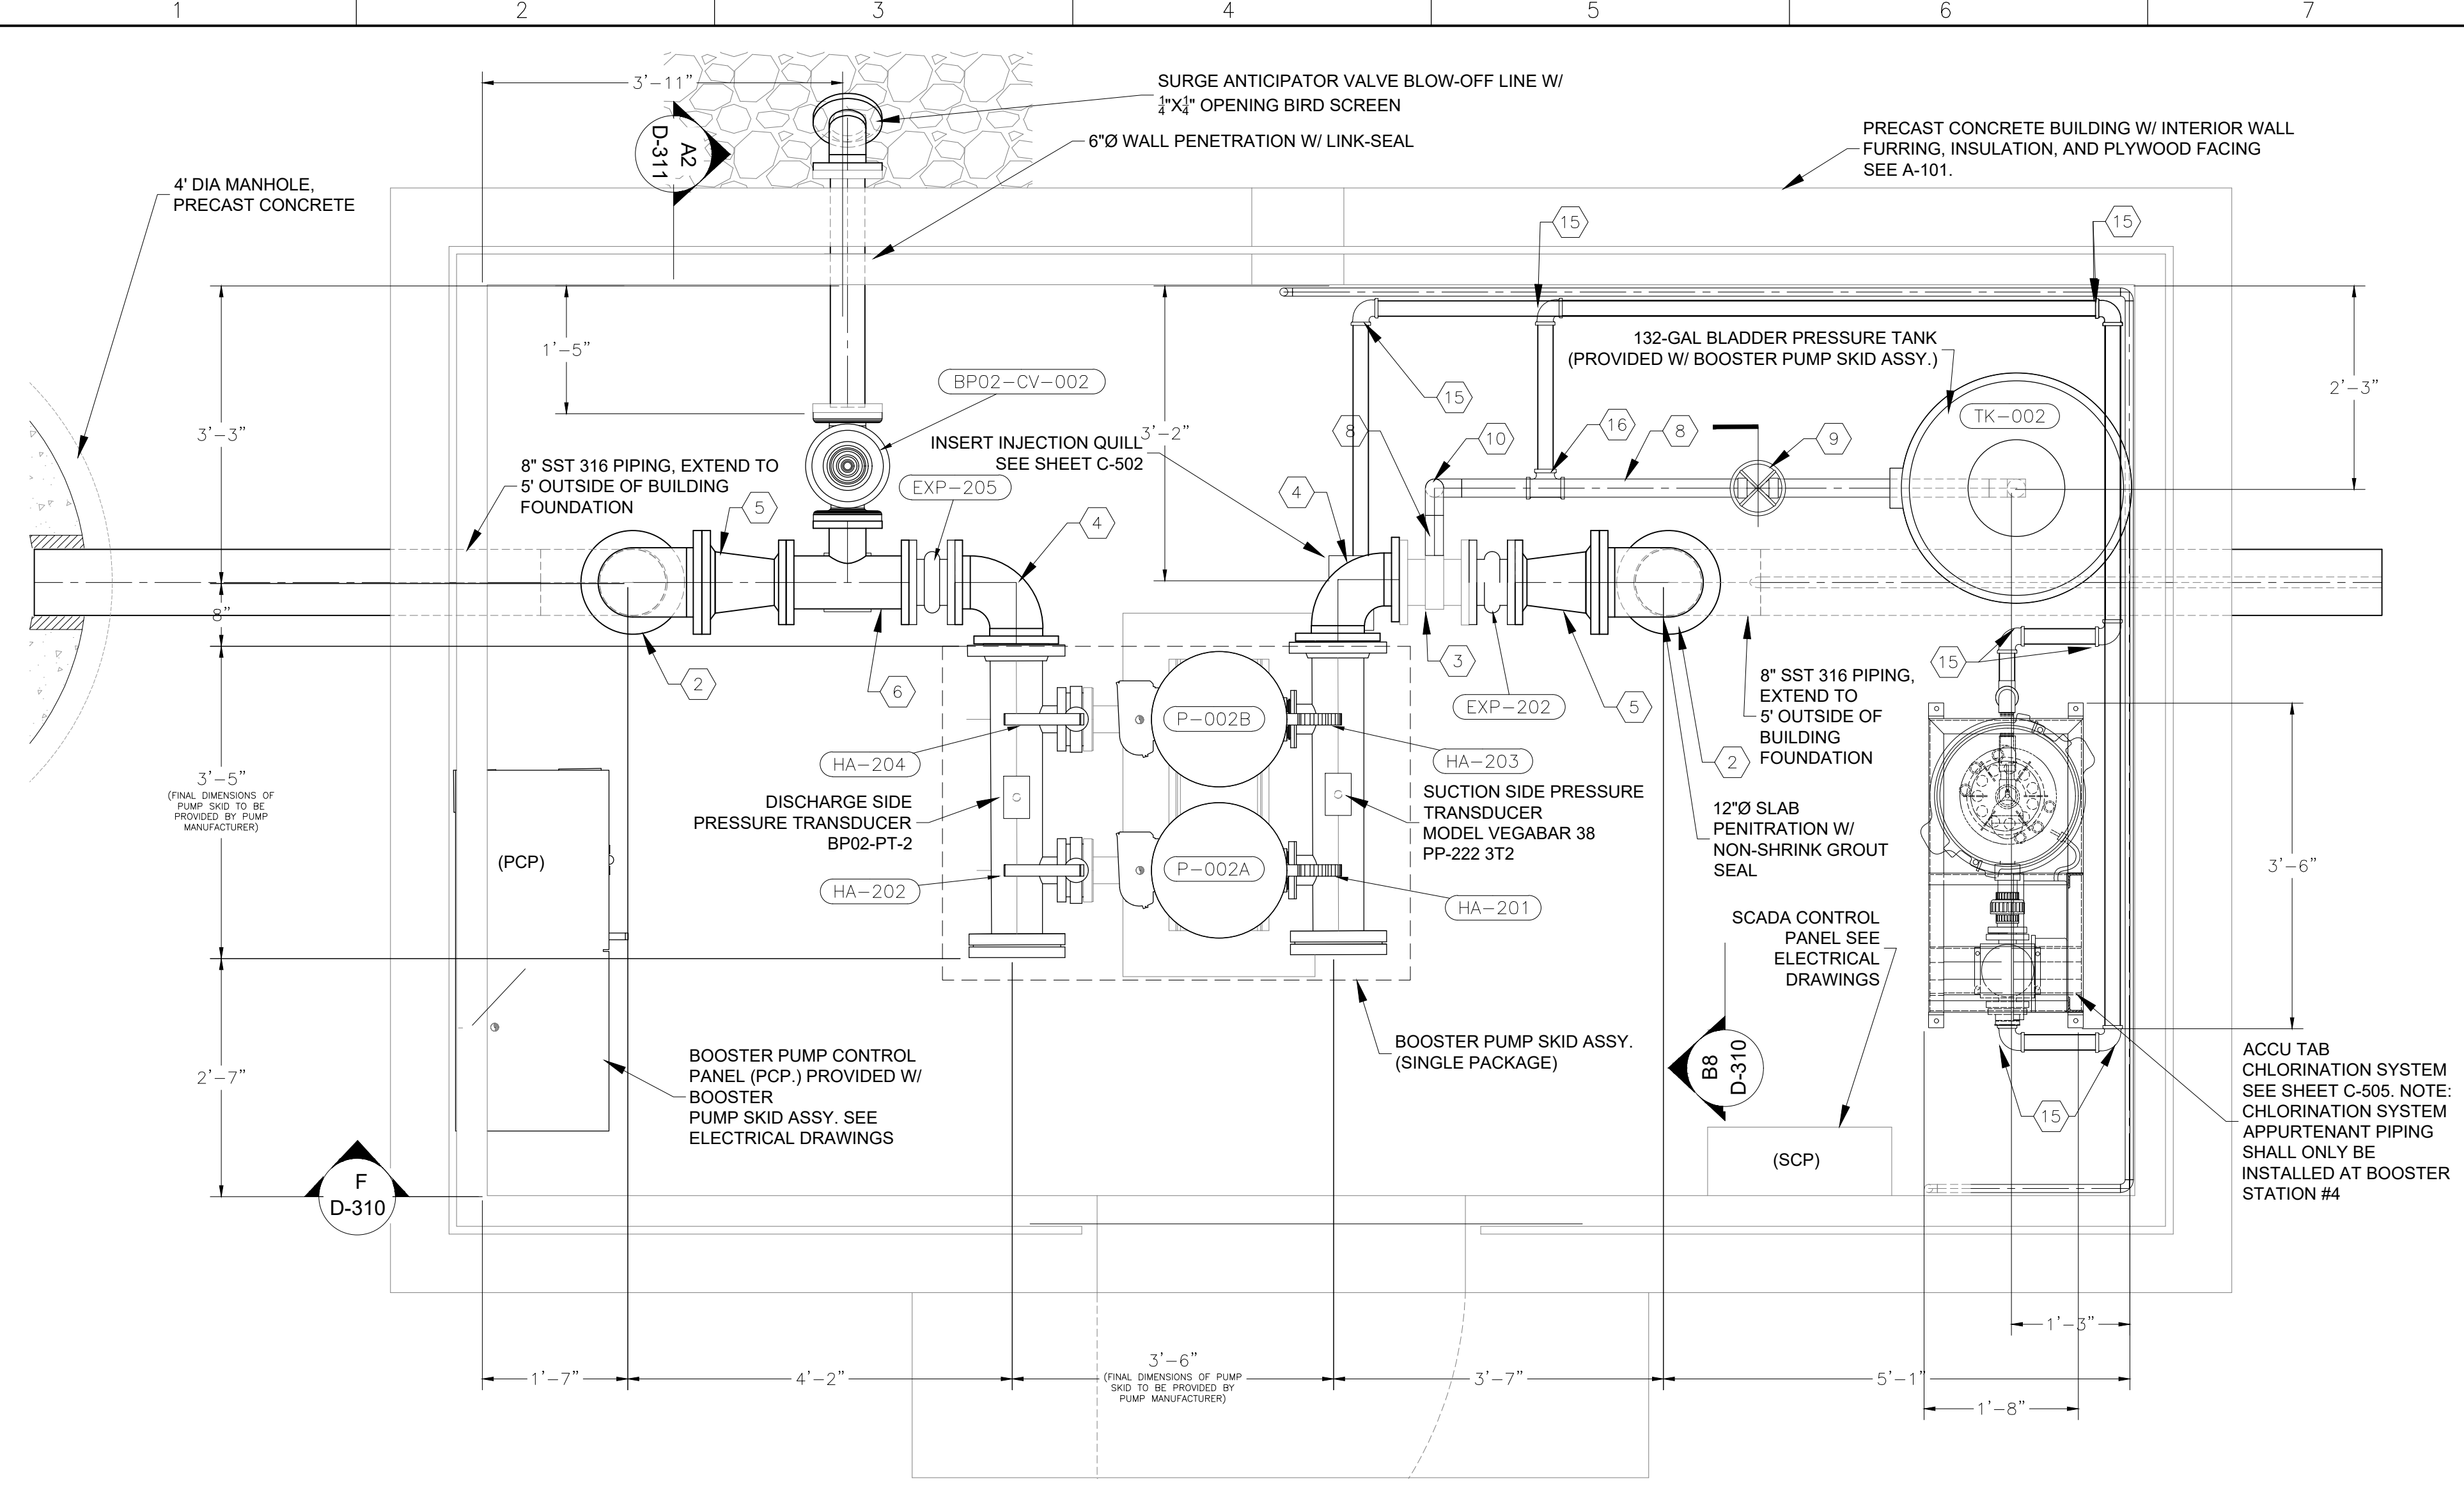 1
2
3
4
5
6
7
3'-11"
SURGE ANTICIPATOR VALVE BLOW-OFF LINE W/
1/4"X1/4" OPENING BIRD SCREEN
6"Ø WALL PENETRATION W/ LINK-SEAL
A2
D-311
4' DIA MANHOLE,
PRECAST CONCRETE
PRECAST CONCRETE BUILDING W/ INTERIOR WALL
FURRING, INSULATION, AND PLYWOOD FACING
SEE A-101.
15
15
1'-5"
3'-3"
BP02-CV-002
INSERT INJECTION QUILL
SEE SHEET C-502
3'-2"
132-GAL BLADDER PRESSURE TANK
(PROVIDED W/ BOOSTER PUMP SKID ASSY.)
15
2'-3"
TK-002
8
10
16
8
9
8" SST 316 PIPING, EXTEND TO
5' OUTSIDE OF BUILDING
FOUNDATION
EXP-205
5
4
4
8"
2
6
3
EXP-202
5
15
8" SST 316 PIPING,
EXTEND TO
5' OUTSIDE OF
BUILDING
FOUNDATION
2
P-002B
HA-204
HA-203
3'-5"
(FINAL DIMENSIONS OF
PUMP SKID TO BE
PROVIDED BY PUMP
MANUFACTURER)
DISCHARGE SIDE
PRESSURE TRANSDUCER
BP02-PT-2
SUCTION SIDE PRESSURE
TRANSDUCER
MODEL VEGABAR 38
PP-222 3T2
12"Ø SLAB
PENITRATION W/
NON-SHRINK GROUT
SEAL
(PCP)
P-002A
HA-202
HA-201
3'-6"
SCADA CONTROL
PANEL SEE
ELECTRICAL
DRAWINGS
BOOSTER PUMP SKID ASSY.
(SINGLE PACKAGE)
B8
D-310
BOOSTER PUMP CONTROL
PANEL (PCP.) PROVIDED W/
BOOSTER
PUMP SKID ASSY. SEE
ELECTRICAL DRAWINGS
2'-7"
ACCU TAB
CHLORINATION SYSTEM
SEE SHEET C-505. NOTE:
CHLORINATION SYSTEM
APPURTENANT PIPING
SHALL ONLY BE
INSTALLED AT BOOSTER
STATION #4
15
(SCP)
F
D-310
1'-3"
1'-7"
4'-2"
3'-6"
(FINAL DIMENSIONS OF PUMP
SKID TO BE PROVIDED BY
PUMP MANUFACTURER)
3'-7"
5'-1"
1'-8"